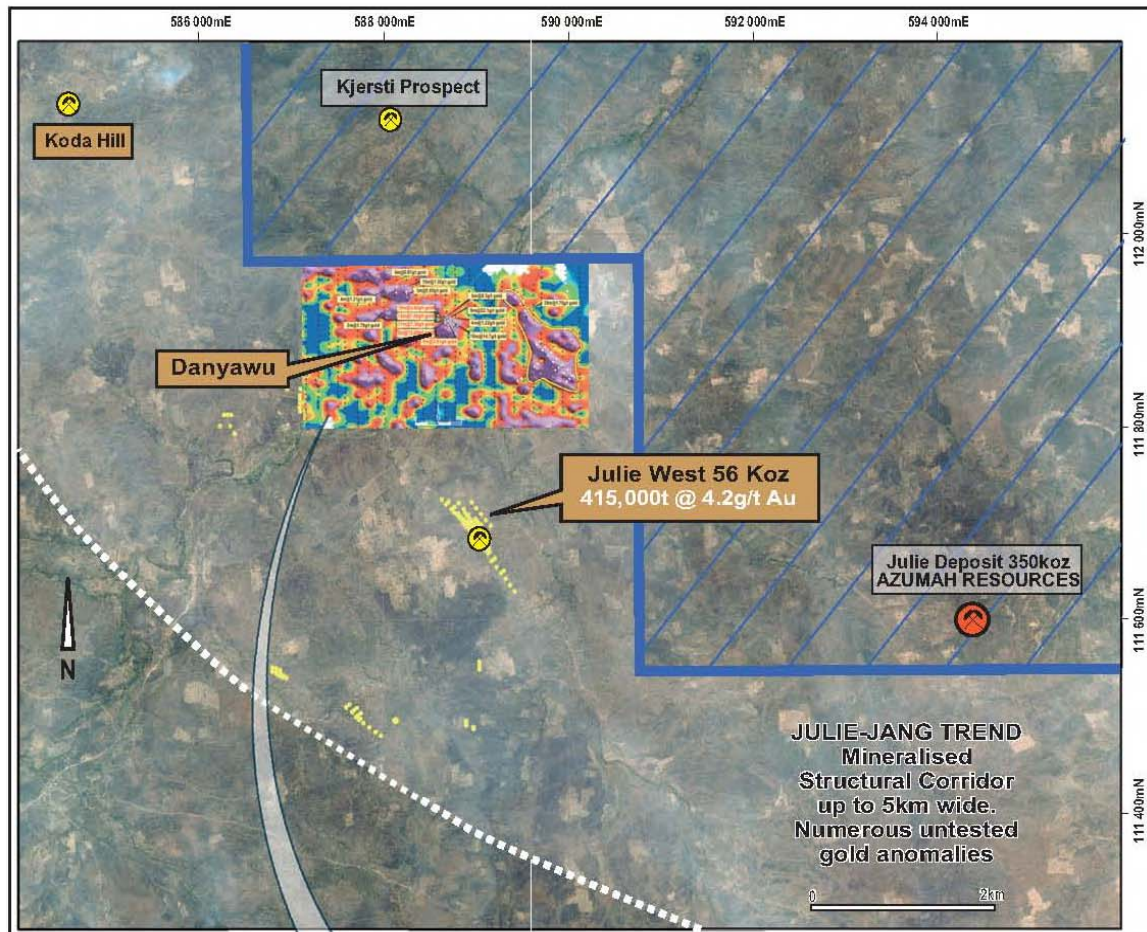 586 000mE
588 000mE
590 000mE
592 000mE
594 000mE
Kjersti Prospect
Koda Hill
112 000mN
Danyawu
111 800mN
Julie West 56 Koz
415,000t @ 4.2g/t Au
Julie Deposit 350koz
AZUMAH RESOURCES
111 600mN
N
JULIE-JANG TREND
Mineralised
Structural Corridor
up to 5km wide.
Numerous untested
gold anomalies
111 400mN
0
2km